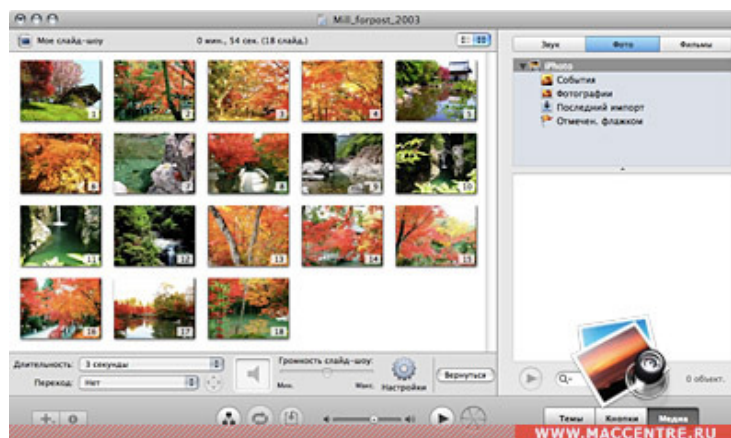 Mill_forpost_2003
Мое слайд-шоу 0 мин., 54 сек. (18 слайд.)
Звук Фото Фильмы
iPhoto
События
Фотографии
Последний импорт
Отмечен. флажком
1 2 3 4 5
6 7 8 9 10
11 12 13 14 15
16 17 18
Длительность: 3 секунды
Громкость слайд-шоу:
Переход: Нет
Мин. Макс. Настройки
Вернуться
0 объект.
Темы Кнопки Медиа
WWW.MACCENTRE.RU